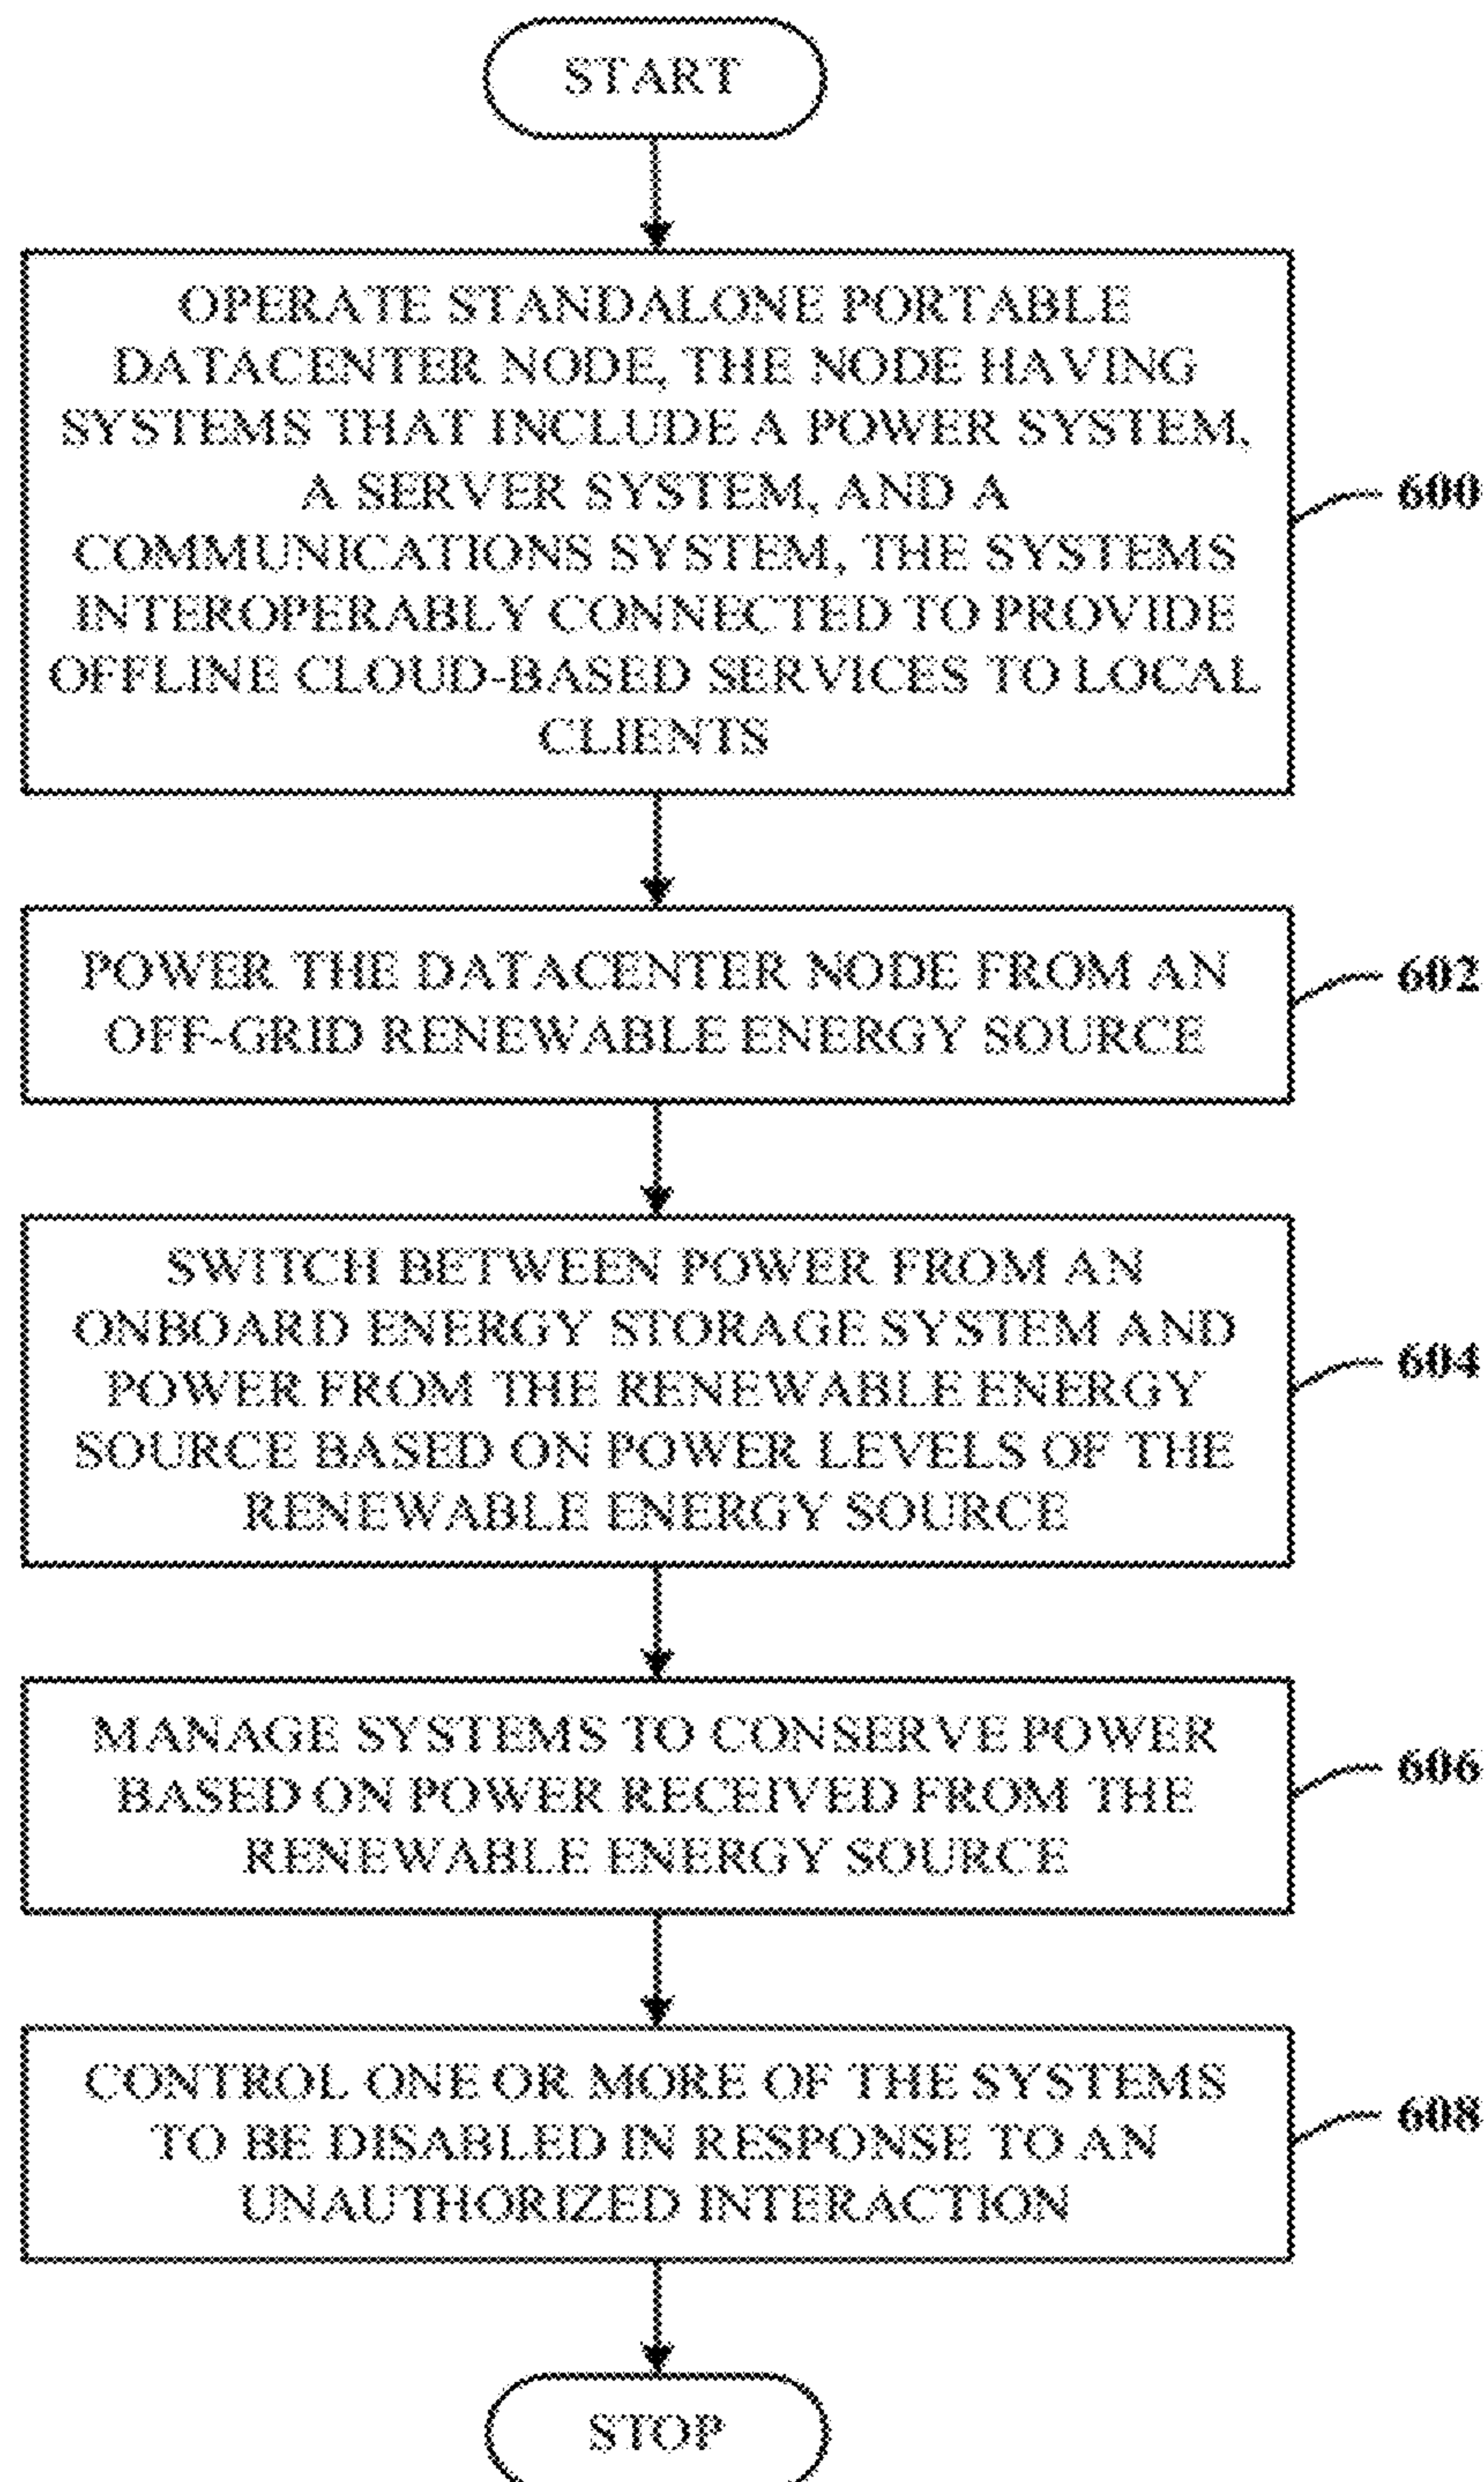 START
OPERATE STANDALONE PORTABLE
DATACENTER NODE, THE NODE HAVING
SYSTEMS THAT INCLUDE A POWER SYSTEM,
A SERVER SYSTEM, AND A
COMMUNICATIONS SYSTEM, THE SYSTEMS
INTEROPERABLY CONNECTED TO PROVIDE
OFFLINE CLOUD-BASED SERVICES TO LOCAL
CLIENTS
600
POWER THE DATACENTER NODE FROM AN
OFF-GRID RENEWABLE ENERGY SOURCE
602
SWITCH BETWEEN POWER FROM AN
ONBOARD ENERGY STORAGE SYSTEM AND
POWER FROM THE RENEWABLE ENERGY
SOURCE BASED ON POWER LEVELS OF THE
RENEWABLE ENERGY SOURCE
604
MANAGE SYSTEMS TO CONSERVE POWER
BASED ON POWER RECEIVED FROM THE
RENEWABLE ENERGY SOURCE
606
CONTROL ONE OR MORE OF THE SYSTEMS
TO BE DISABLED IN RESPONSE TO AN
UNAUTHORIZED INTERACTION
608
STOP